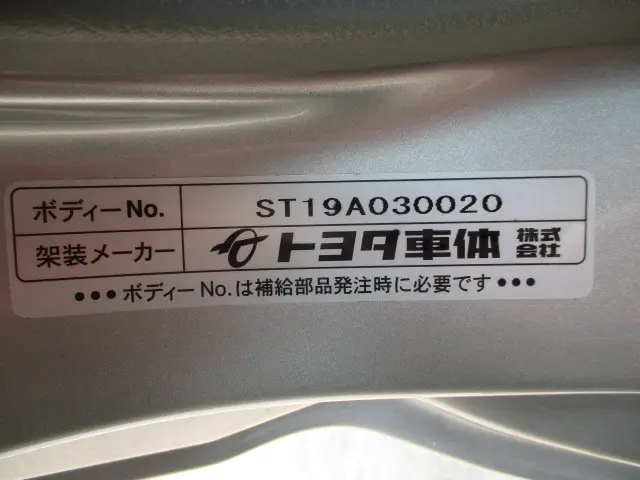 ボディーNo. ST19A030020
架装メーカー トヨタ車体 株式会社
•••ボディーNo.は補給部品発注時に必要です•••